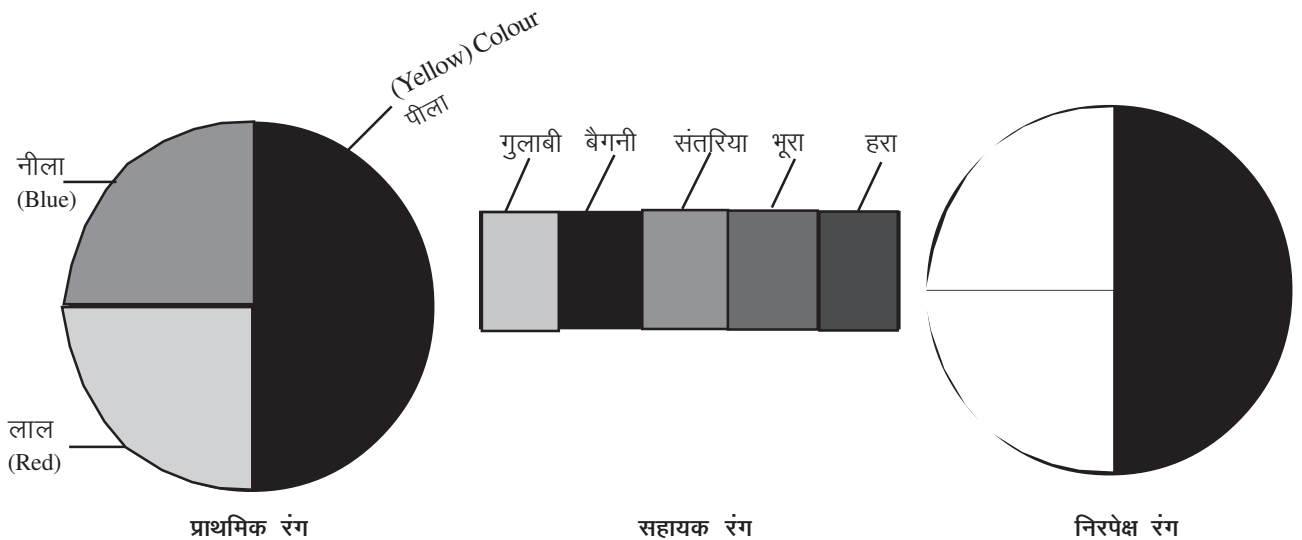 (Yellow) Colour
पीला
नीला
(Blue)
गुलाबी बैगनी संतरिया भूरा हरा
लाल
(Red)
प्राथमिक रंग सहायक रंग निरपेक्ष रंग